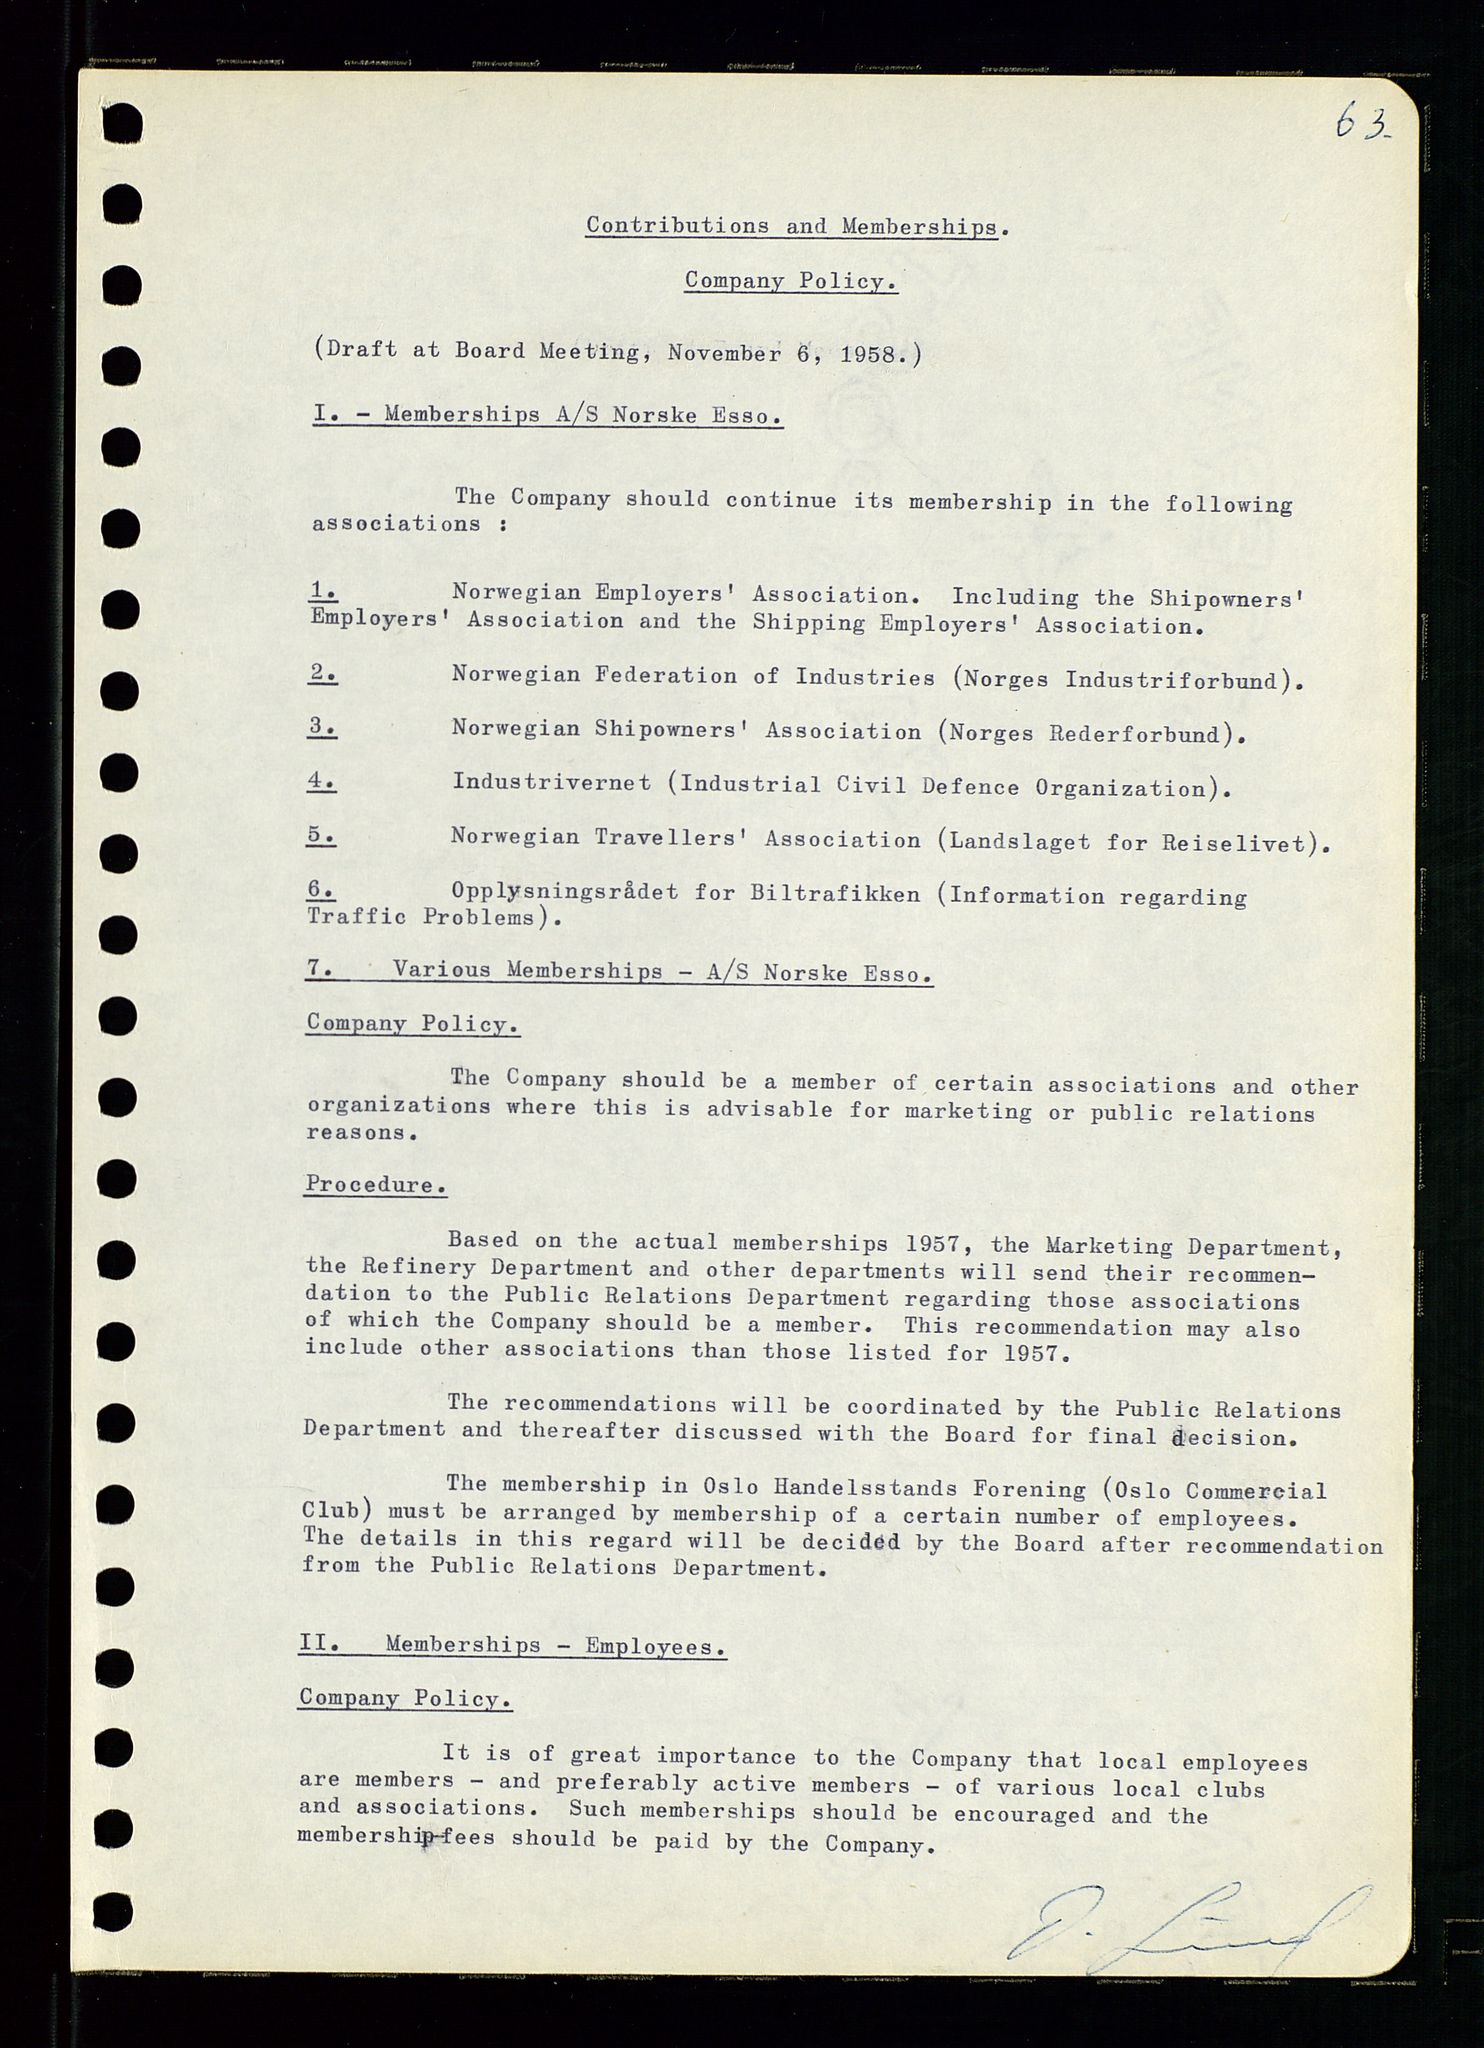 63.
Contributions and Memberships.
Company Policy.
(Draft at Board Meeting, November 6, 1958.)
I. - Memberships A/S Norske Esso.
The Company should continue its membership in the following
associations :
1. Norwegian Employers' Association. Including the Shipowners'
Employers' Association and the Shipping Employers' Association.
2. Norwegian Federation of Industries (Norges Industriforbund).
3. Norwegian Shipowners' Association (Norges Rederforbund).
4. Industrivernet (Industrial Civil Defence Organization).
5. Norwegian Travellers' Association (Landslaget for Reiselivet).
6. Opplysningsrådet for Biltrafikken (Information regarding
Traffic Problems).
7. Various Memberships - A/S Norske Esso.
Company Policy.
The Company should be a member of certain associations and other
organizations where this is advisable for marketing or public relations
reasons.
Procedure.
Based on the actual memberships 1957, the Marketing Department,
the Refinery Department and other departments will send their recommen-
dation to the Public Relations Department regarding those associations
of which the Company should be a member. This recommendation may also
include other associations than those listed for 1957.
The recommendations will be coordinated by the Public Relations
Department and thereafter discussed with the Board for final decision.
The membership in Oslo Handelsstands Forening (Oslo Commercial
Club) must be arranged by membership of a certain number of employees.
The details in this regard will be decided by the Board after recommendation
from the Public Relations Department.
II. Memberships - Employees.
Company Policy.
It is of great importance to the Company that local employees
are members - and preferably active members - of various local clubs
and associations. Such memberships should be encouraged and the
membership-fees should be paid by the Company.